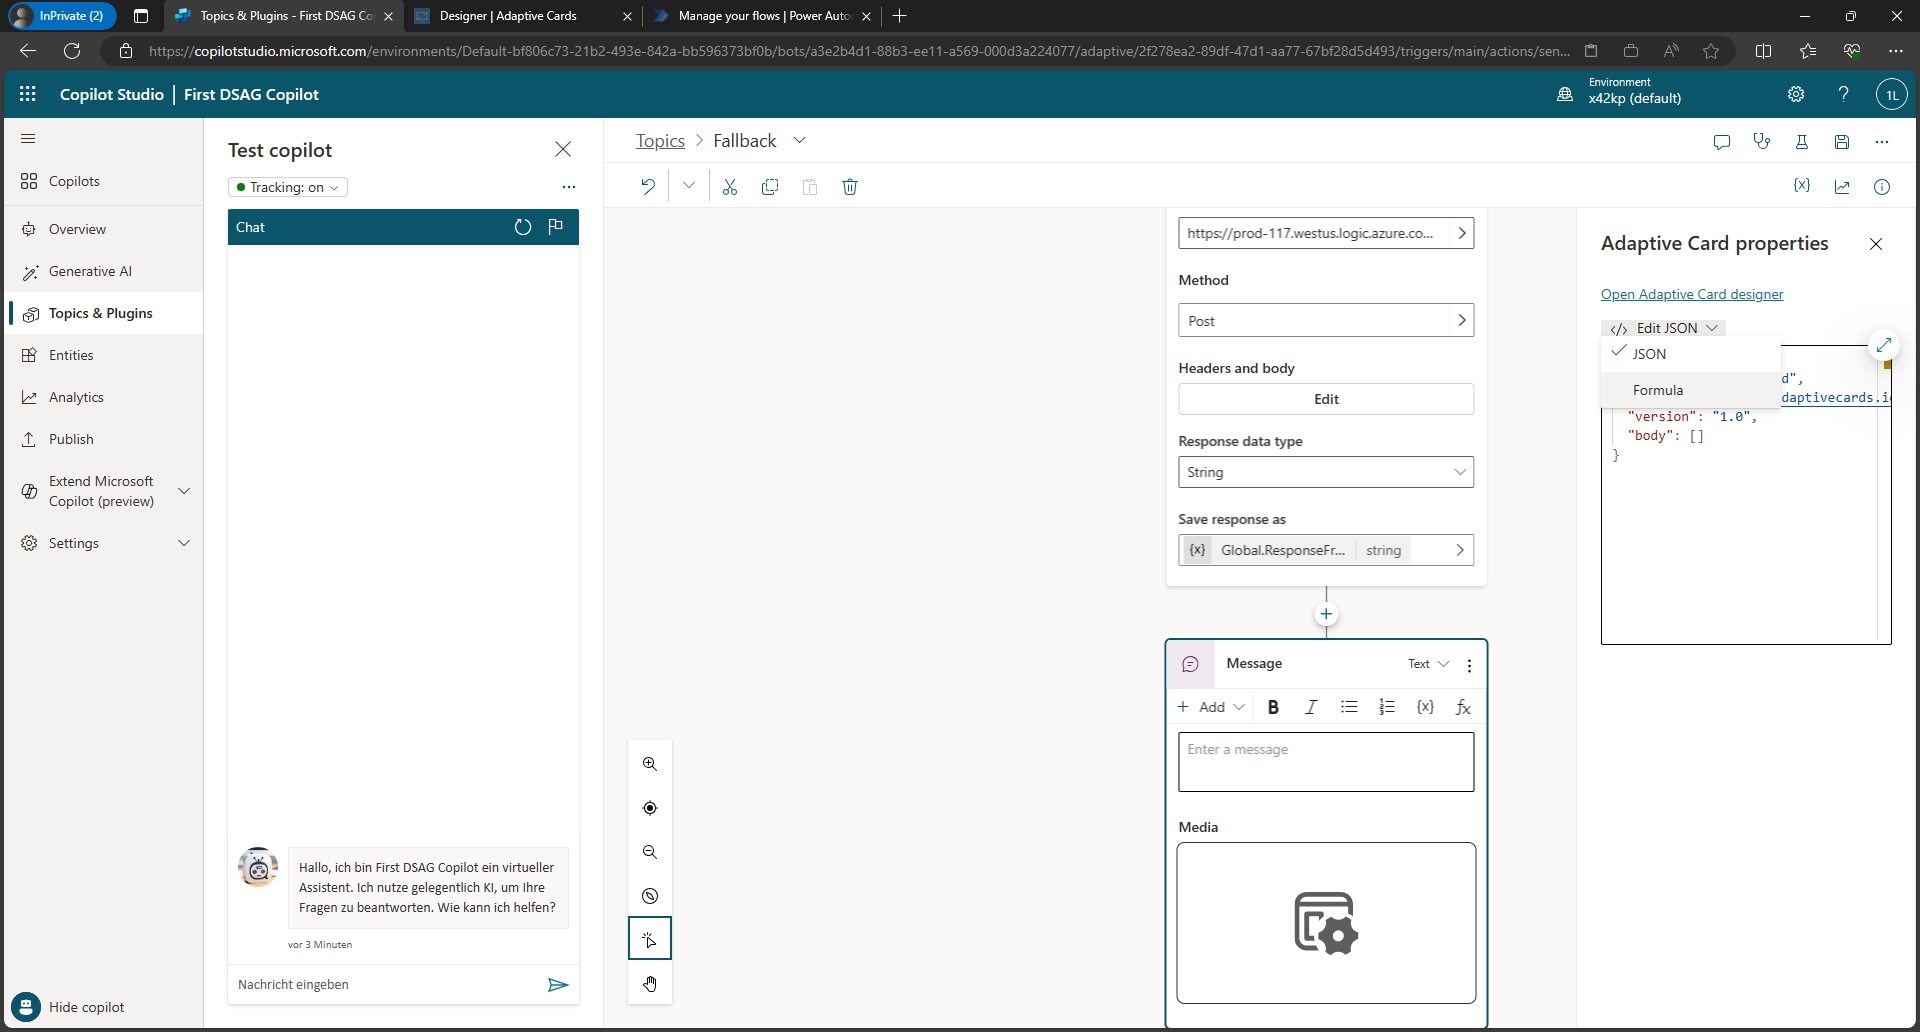 InPrivate (2)
Topics & Plugins - First DSAG Co
Designer | Adaptive Cards
Manage your flows | Power Auto
https://copilotstudio.microsoft.com/environments/Default-bf806c73-21b2-493e-842a-bb596373bf0b/bots/a3e2b4d1-88b3-ee11-a569-000d3a224077/adaptive/2f278ea2-89df-47d1-aa77-67bf28d5d493/triggers/main/actions/sen...
Copilot Studio | First DSAG Copilot
Environment
x42kp (default)
?
1L
Copilots
Overview
Generative AI
Topics & Plugins
Entities
Analytics
Publish
Extend Microsoft
Copilot (preview)
Settings
Hide copilot
Test copilot
Tracking: on
Chat
Hallo, ich bin First DSAG Copilot ein virtueller
Assistent. Ich nutze gelegentlich KI, um Ihre
Fragen zu beantworten. Wie kann ich helfen?
vor 3 Minuten
Nachricht eingeben
Topics > Fallback
{x}
https://prod-117.westus.logic.azure.co...
Method
Post
Headers and body
Edit
Response data type
String
Save response as
{x} Global.ResponseFr... string
Message
Text
+ Add B I {x} fx
Enter a message
Media
Adaptive Card properties
Open Adaptive Card designer
</> Edit JSON
JSON
Formula
d",
daptivecards.io
"version": "1.0",
"body": []
}